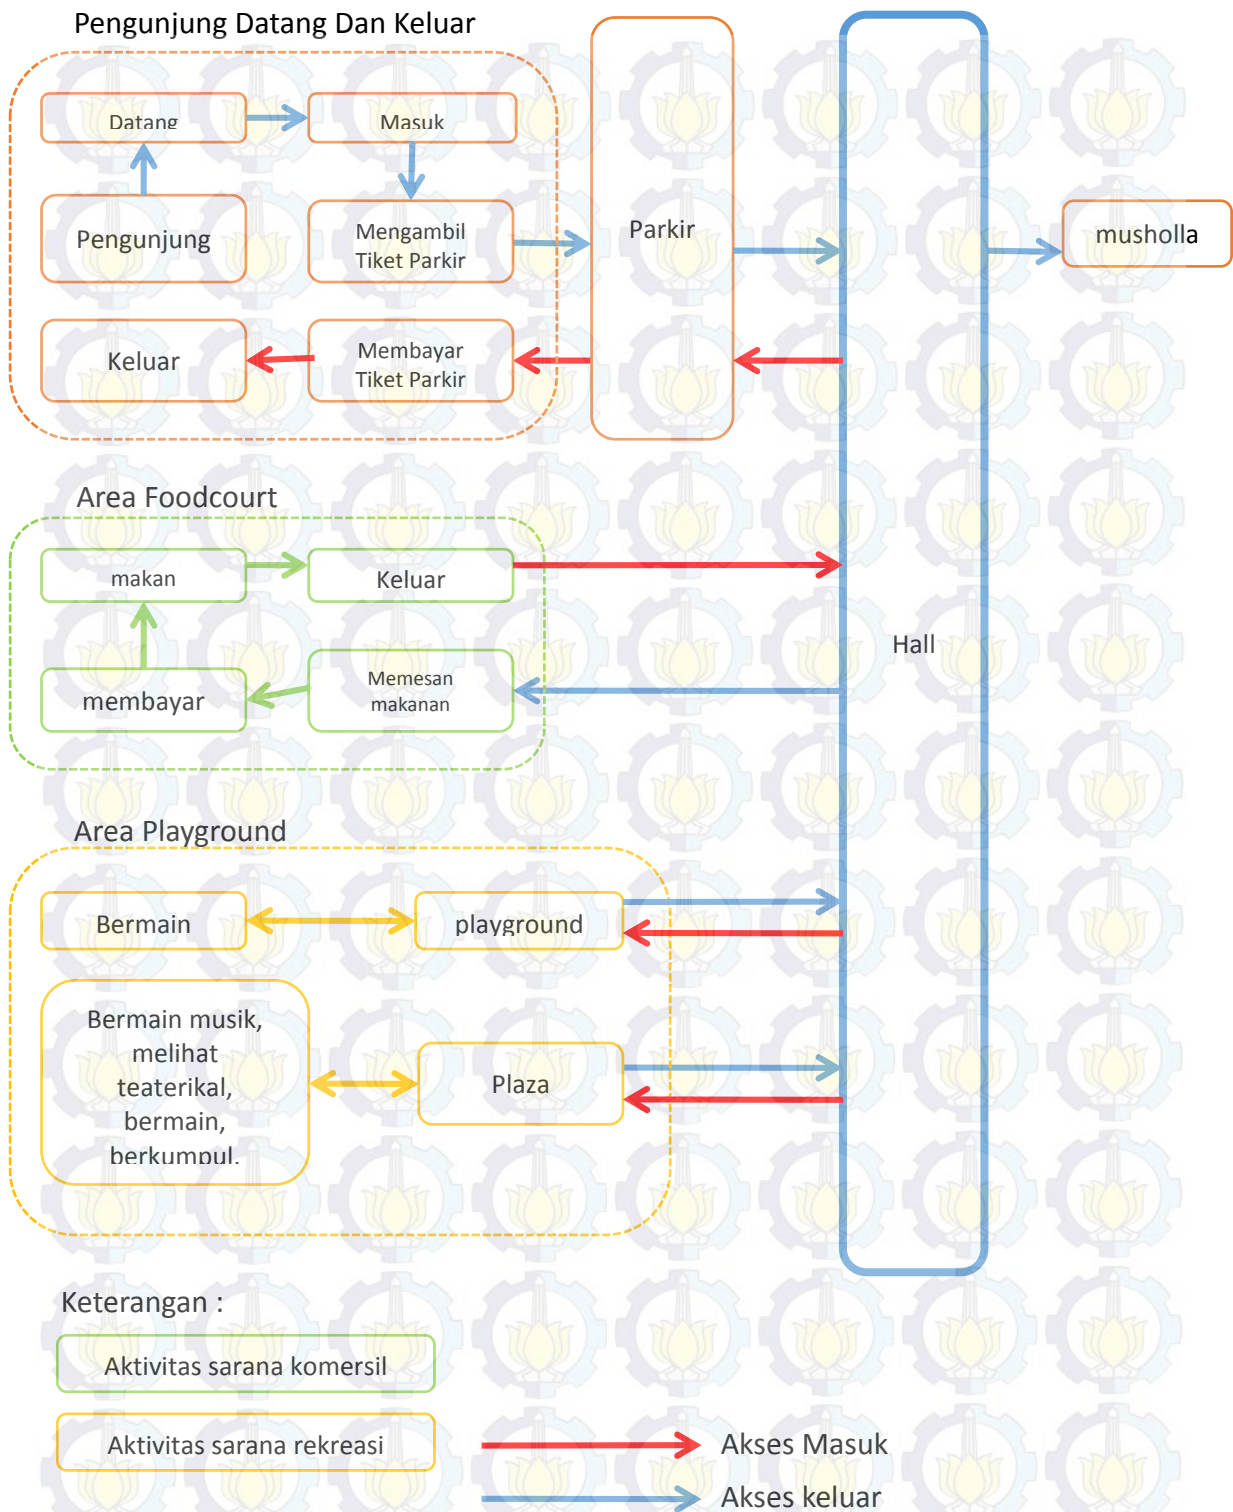 Pengunjung Datang Dan Keluar
Datang
Masuk
Pengunjung
Mengambil
Tiket Parkir
Parkir
musholla
Keluar
Membayar
Tiket Parkir
Area Foodcourt
makan
Keluar
Hall
membayar
Memesan
makanan
Area Playground
Bermain
playground
Bermain musik,
melihat
teaterikal,
bermain,
berkumpul.
Plaza
Keterangan :
Aktivitas sarana komersil
Aktivitas sarana rekreasi
Akses Masuk
Akses keluar